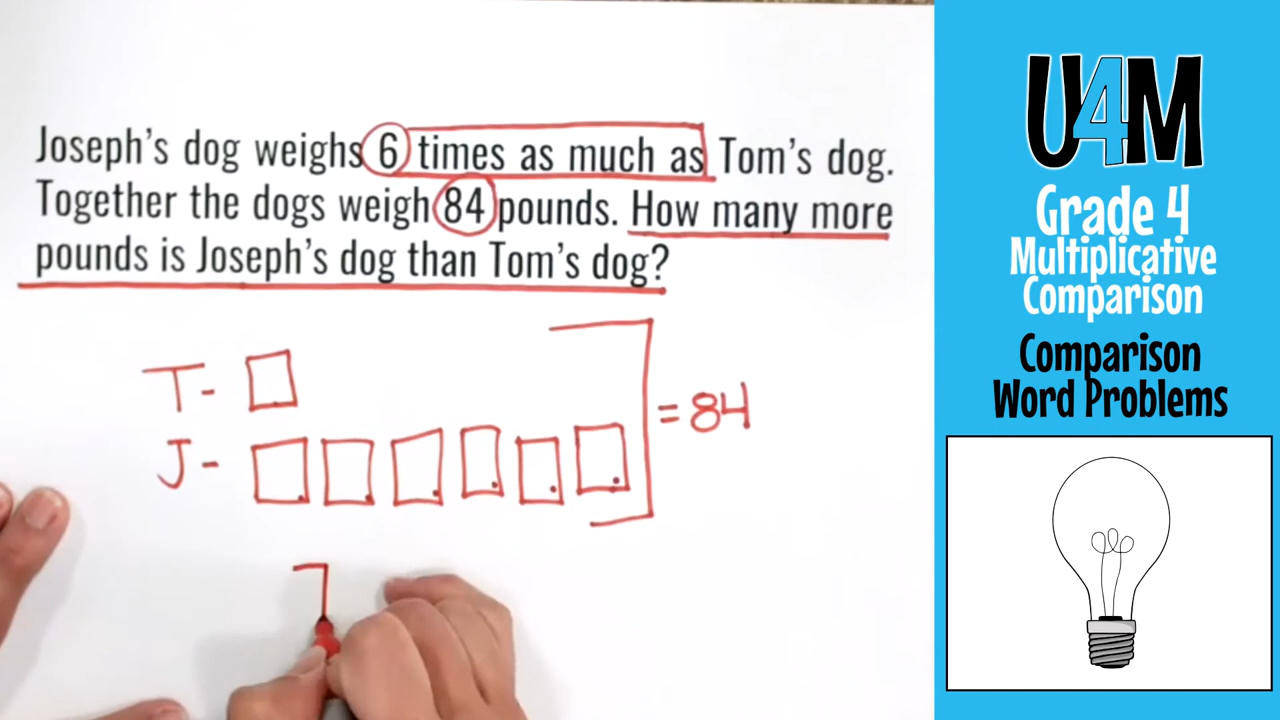 Joseph's dog weighs 6 times as much as Tom's dog.
Together the dogs weigh 84 pounds. How many more
pounds is Joseph's dog than Tom's dog?
T-
= 84
J-
7
U4M
Grade 4
Multiplicative
Comparison
Comparison
Word Problems